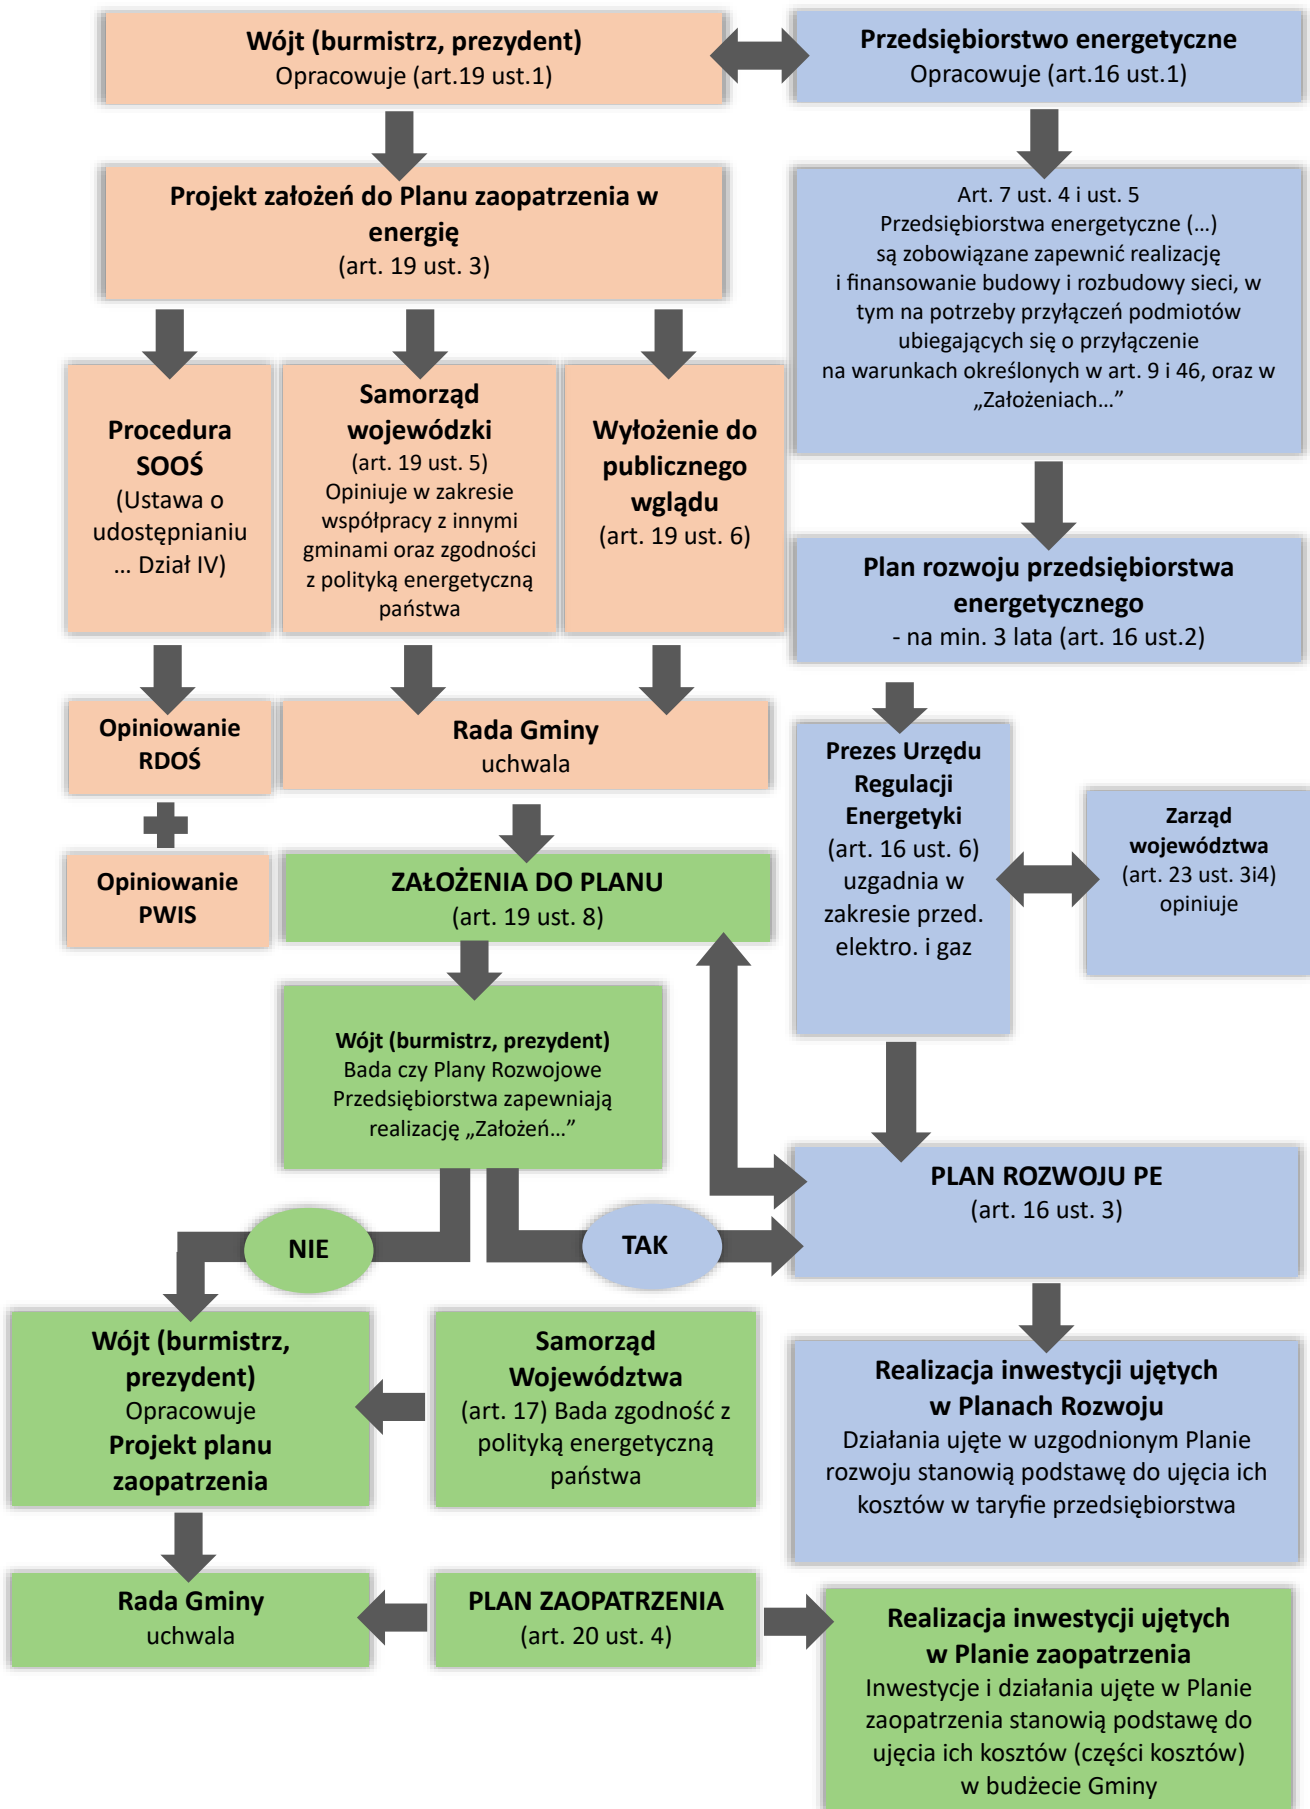 Wójt (burmistrz, prezydent)
Opracowuje (art.19 ust.1)
Przedsiębiorstwo energetyczne
Opracowuje (art.16 ust.1)
Projekt założeń do Planu zaopatrzenia w
energię
(art. 19 ust. 3)
Art. 7 ust. 4 i ust. 5
Przedsiębiorstwa energetyczne (...)
są zobowiązane zapewnić realizację
i finansowanie budowy i rozbudowy sieci, w
tym na potrzeby przyłączeń podmiotów
ubiegających się o przyłączenie
na warunkach określonych w art. 9 i 46, oraz w
„Założeniach...”
Procedura
SOOŚ
(Ustawa o
udostępnianiu
... Dział IV)
Samorząd
wojewódzki
(art. 19 ust. 5)
Opiniuje w zakresie
współpracy z innymi
gminami oraz zgodności
z polityką energetyczną
państwa
Wyłożenie do
publicznego
wglądu
(art. 19 ust. 6)
Plan rozwoju przedsiębiorstwa
energetycznego
- na min. 3 lata (art. 16 ust.2)
Opiniowanie
RDOŚ
Rada Gminy
uchwala
Prezes Urzędu
Regulacji
Energetyki
(art. 16 ust. 6)
uzgadnia w
zakresie przed.
elektro. i gaz
Zarząd
województwa
(art. 23 ust. 3i4)
opiniuje
Opiniowanie
PWIS
ZAŁOŻENIA DO PLANU
(art. 19 ust. 8)
Wójt (burmistrz, prezydent)
Bada czy Plany Rozwojowe
Przedsiębiorstwa zapewniają
realizację „Założeń...”
PLAN ROZWOJU PE
(art. 16 ust. 3)
NIE
TAK
Wójt (burmistrz,
prezydent)
Opracowuje
Projekt planu
zaopatrzenia
Samorząd
Województwa
(art. 17) Bada zgodność z
polityką energetyczną
państwa
Realizacja inwestycji ujętych
w Planach Rozwoju
Działania ujęte w uzgodnionym Planie
rozwoju stanowią podstawę do ujęcia ich
kosztów w taryfie przedsiębiorstwa
Rada Gminy
uchwala
PLAN ZAOPATRZENIA
(art. 20 ust. 4)
Realizacja inwestycji ujętych
w Planie zaopatrzenia
Inwestycje i działania ujęte w Planie
zaopatrzenia stanowią podstawę do
ujęcia ich kosztów (części kosztów)
w budżecie Gminy